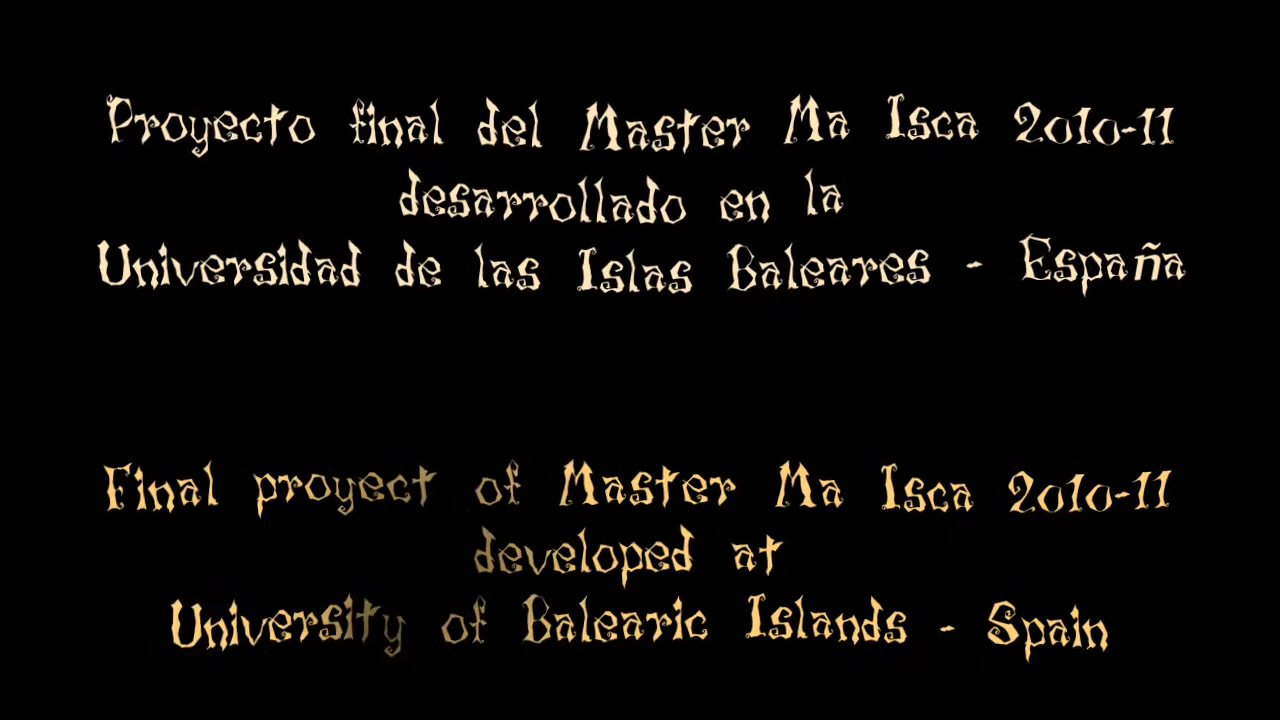 Proyecto final del Master Ma Isca 2010-11
desarrollado en la
Universidad de las Islas Baleares - España
Final proyect of Master Ma Isca 2010-11
developed at
University of Balearic Islands - Spain